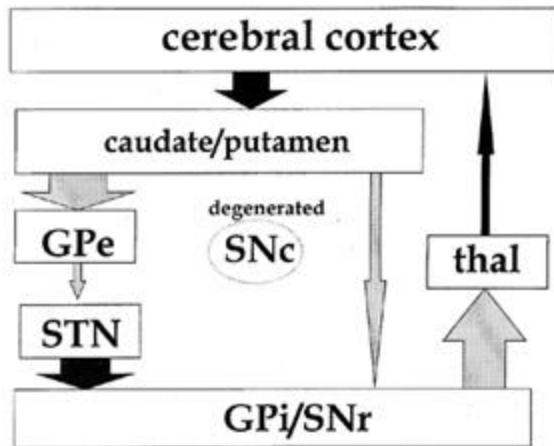 cerebral cortex
caudate/putamen
degenerated
SNc
GPe
thal
STN
GPi/SNr